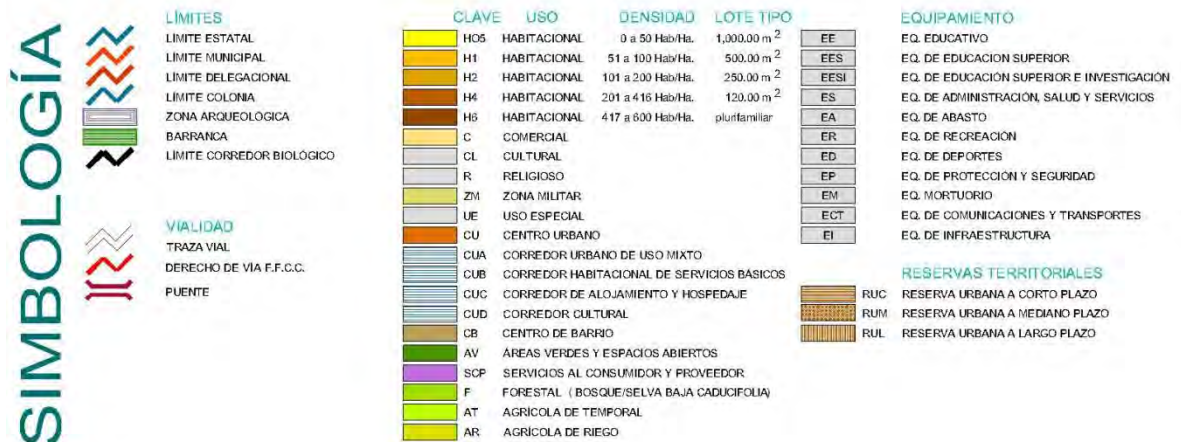 SIMBOLOGÍA
LÍMITES
LÍMITE ESTATAL
LÍMITE MUNICIPAL
LÍMITE DELEGACIONAL
LÍMITE COLONIA
ZONA ARQUEOLÓGICA
BARRANCA
LÍMITE CORREDOR BIOLÓGICO
VIALIDAD
TRAZA VIAL
DERECHO DE VÍA F.F.C.C.
PUENTE
CLAVE USO DENSIDAD LOTE TIPO
HO5 HABITACIONAL 0 a 50 Hab/Ha. 1,000.00 m 2
H1 HABITACIONAL 51 a 100 Hab/Ha. 500.00 m 2
H2 HABITACIONAL 101 a 200 Hab/Ha. 250.00 m 2
H4 HABITACIONAL 201 a 416 Hab/Ha. 120.00 m 2
H6 HABITACIONAL 417 a 600 Hab/Ha. plurifamiliar
C COMERCIAL
CL CULTURAL
R RELIGIOSO
ZM ZONA MILITAR
UE USO ESPECIAL
CU CENTRO URBANO
CUA CORREDOR URBANO DE USO MIXTO
CUB CORREDOR HABITACIONAL DE SERVICIOS BÁSICOS
CUC CORREDOR DE ALOJAMIENTO Y HOSPEDAJE
CUD CORREDOR CULTURAL
CB CENTRO DE BARRIO
AV ÁREAS VERDES Y ESPACIOS ABIERTOS
SCP SERVICIOS AL CONSUMIDOR Y PROVEEDOR
F FORESTAL ( BOSQUE/SELVA BAJA CADUCIFOLIA)
AT AGRÍCOLA DE TEMPORAL
AR AGRÍCOLA DE RIEGO
EQUIPAMIENTO
EE EQ. EDUCATIVO
EES EQ. DE EDUCACION SUPERIOR
EESI EQ. DE EDUCACIÓN SUPERIOR E INVESTIGACIÓN
ES EQ. DE ADMINISTRACIÓN, SALUD Y SERVICIOS
EA EQ. DE ABASTO
ER EQ. DE RECREACIÓN
ED EQ. DE DEPORTES
EP EQ. DE PROTECCIÓN Y SEGURIDAD
EM EQ. MORTUORIO
ECT EQ. DE COMUNICACIONES Y TRANSPORTES
EI EQ. DE INFRAESTRUCTURA
RESERVAS TERRITORIALES
RUC RESERVA URBANA A CORTO PLAZO
RUM RESERVA URBANA A MEDIANO PLAZO
RUL RESERVA URBANA A LARGO PLAZO